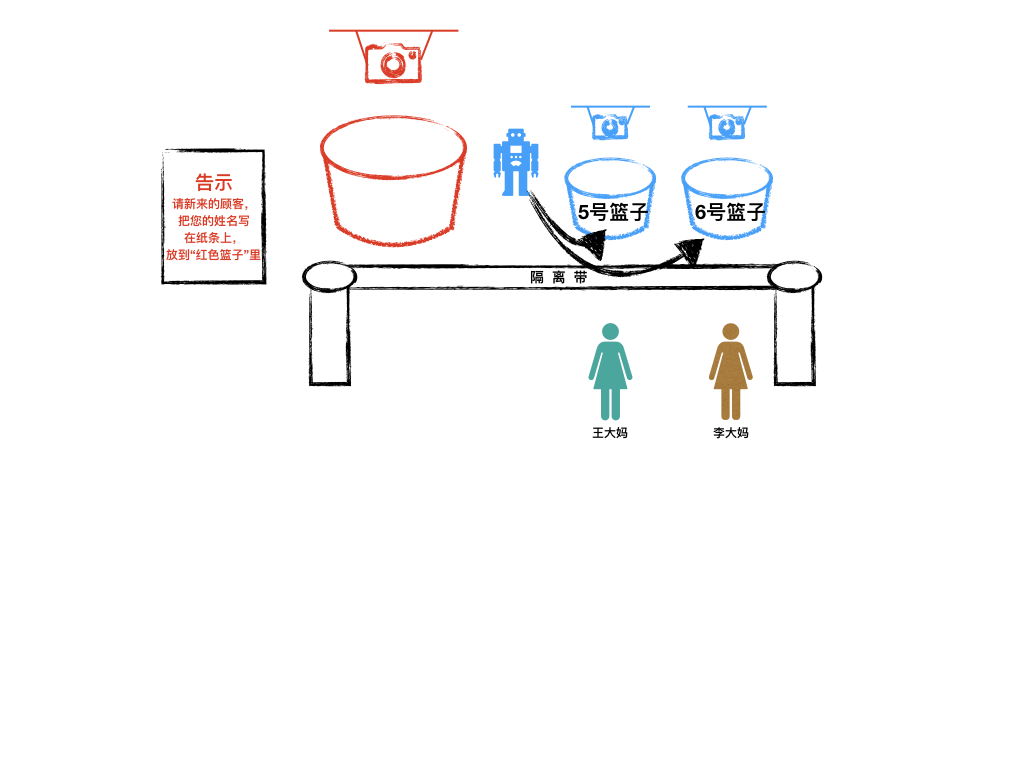 告示
请新来的顾客，
把您的姓名写
在纸条上，
放到“红色篮子”里
5号篮子
6号篮子
隔 离 带
王大妈
李大妈